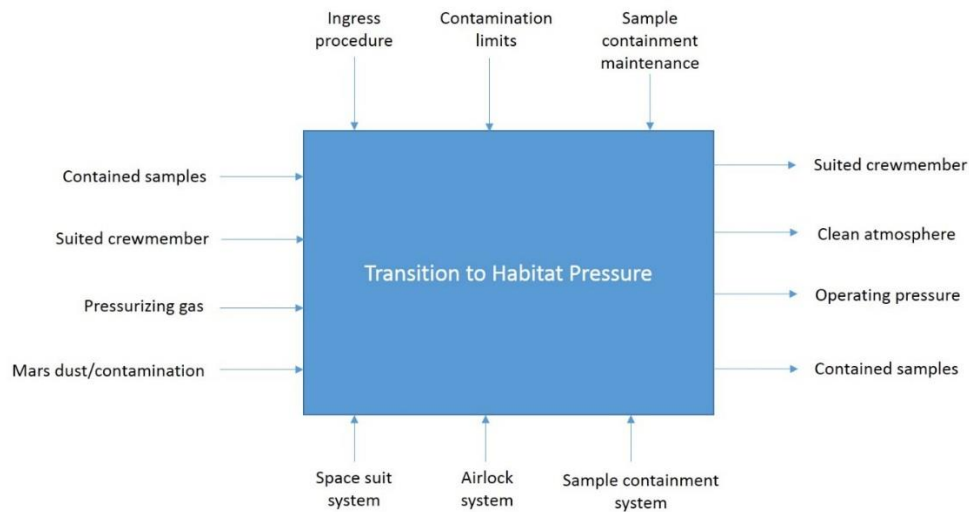 Ingress
procedure
Contamination
limits
Sample
containment
maintenance
Contained samples
Suited crewmember
Pressurizing gas
Mars dust/contamination
Transition to Habitat Pressure
Suited crewmember
Clean atmosphere
Operating pressure
Contained samples
Space suit
system
Airlock
system
Sample containment
system